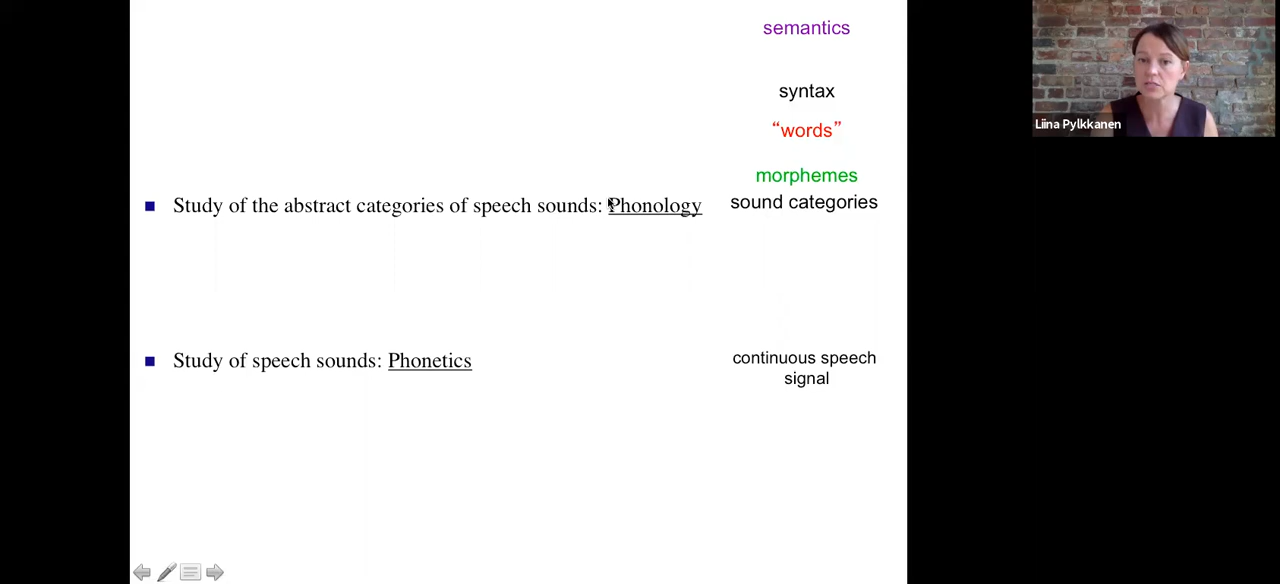 semantics
syntax
“words”
morphemes
Study of the abstract categories of speech sounds: Phonology
sound categories
Study of speech sounds: Phonetics
continuous speech
signal
Liina Pylkkanen